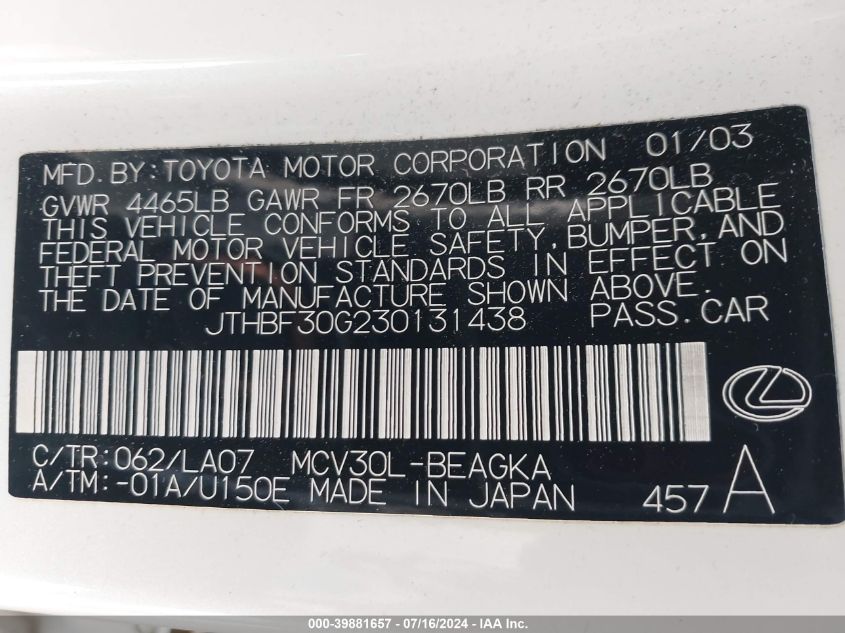 MFD. BY: TOYOTA MOTOR CORPORATION 01/03
GVWR 4465LB GAWR FR 2670LB RR 2670LB
THIS VEHICLE CONFORMS TO ALL APPLICABLE
FEDERAL MOTOR VEHICLE SAFETY, BUMPER, AND
THEFT PREVENTION STANDARDS IN EFFECT ON
THE DATE OF MANUFACTURE SHOWN ABOVE.
JTHBF30G230131438 PASS. CAR
C/TR: 062/LA07 MCV30L-BEAGKA
A/TM: -01A/U150E MADE IN JAPAN 457 A
000-39881657 - 07/16/2024 - IAA Inc.